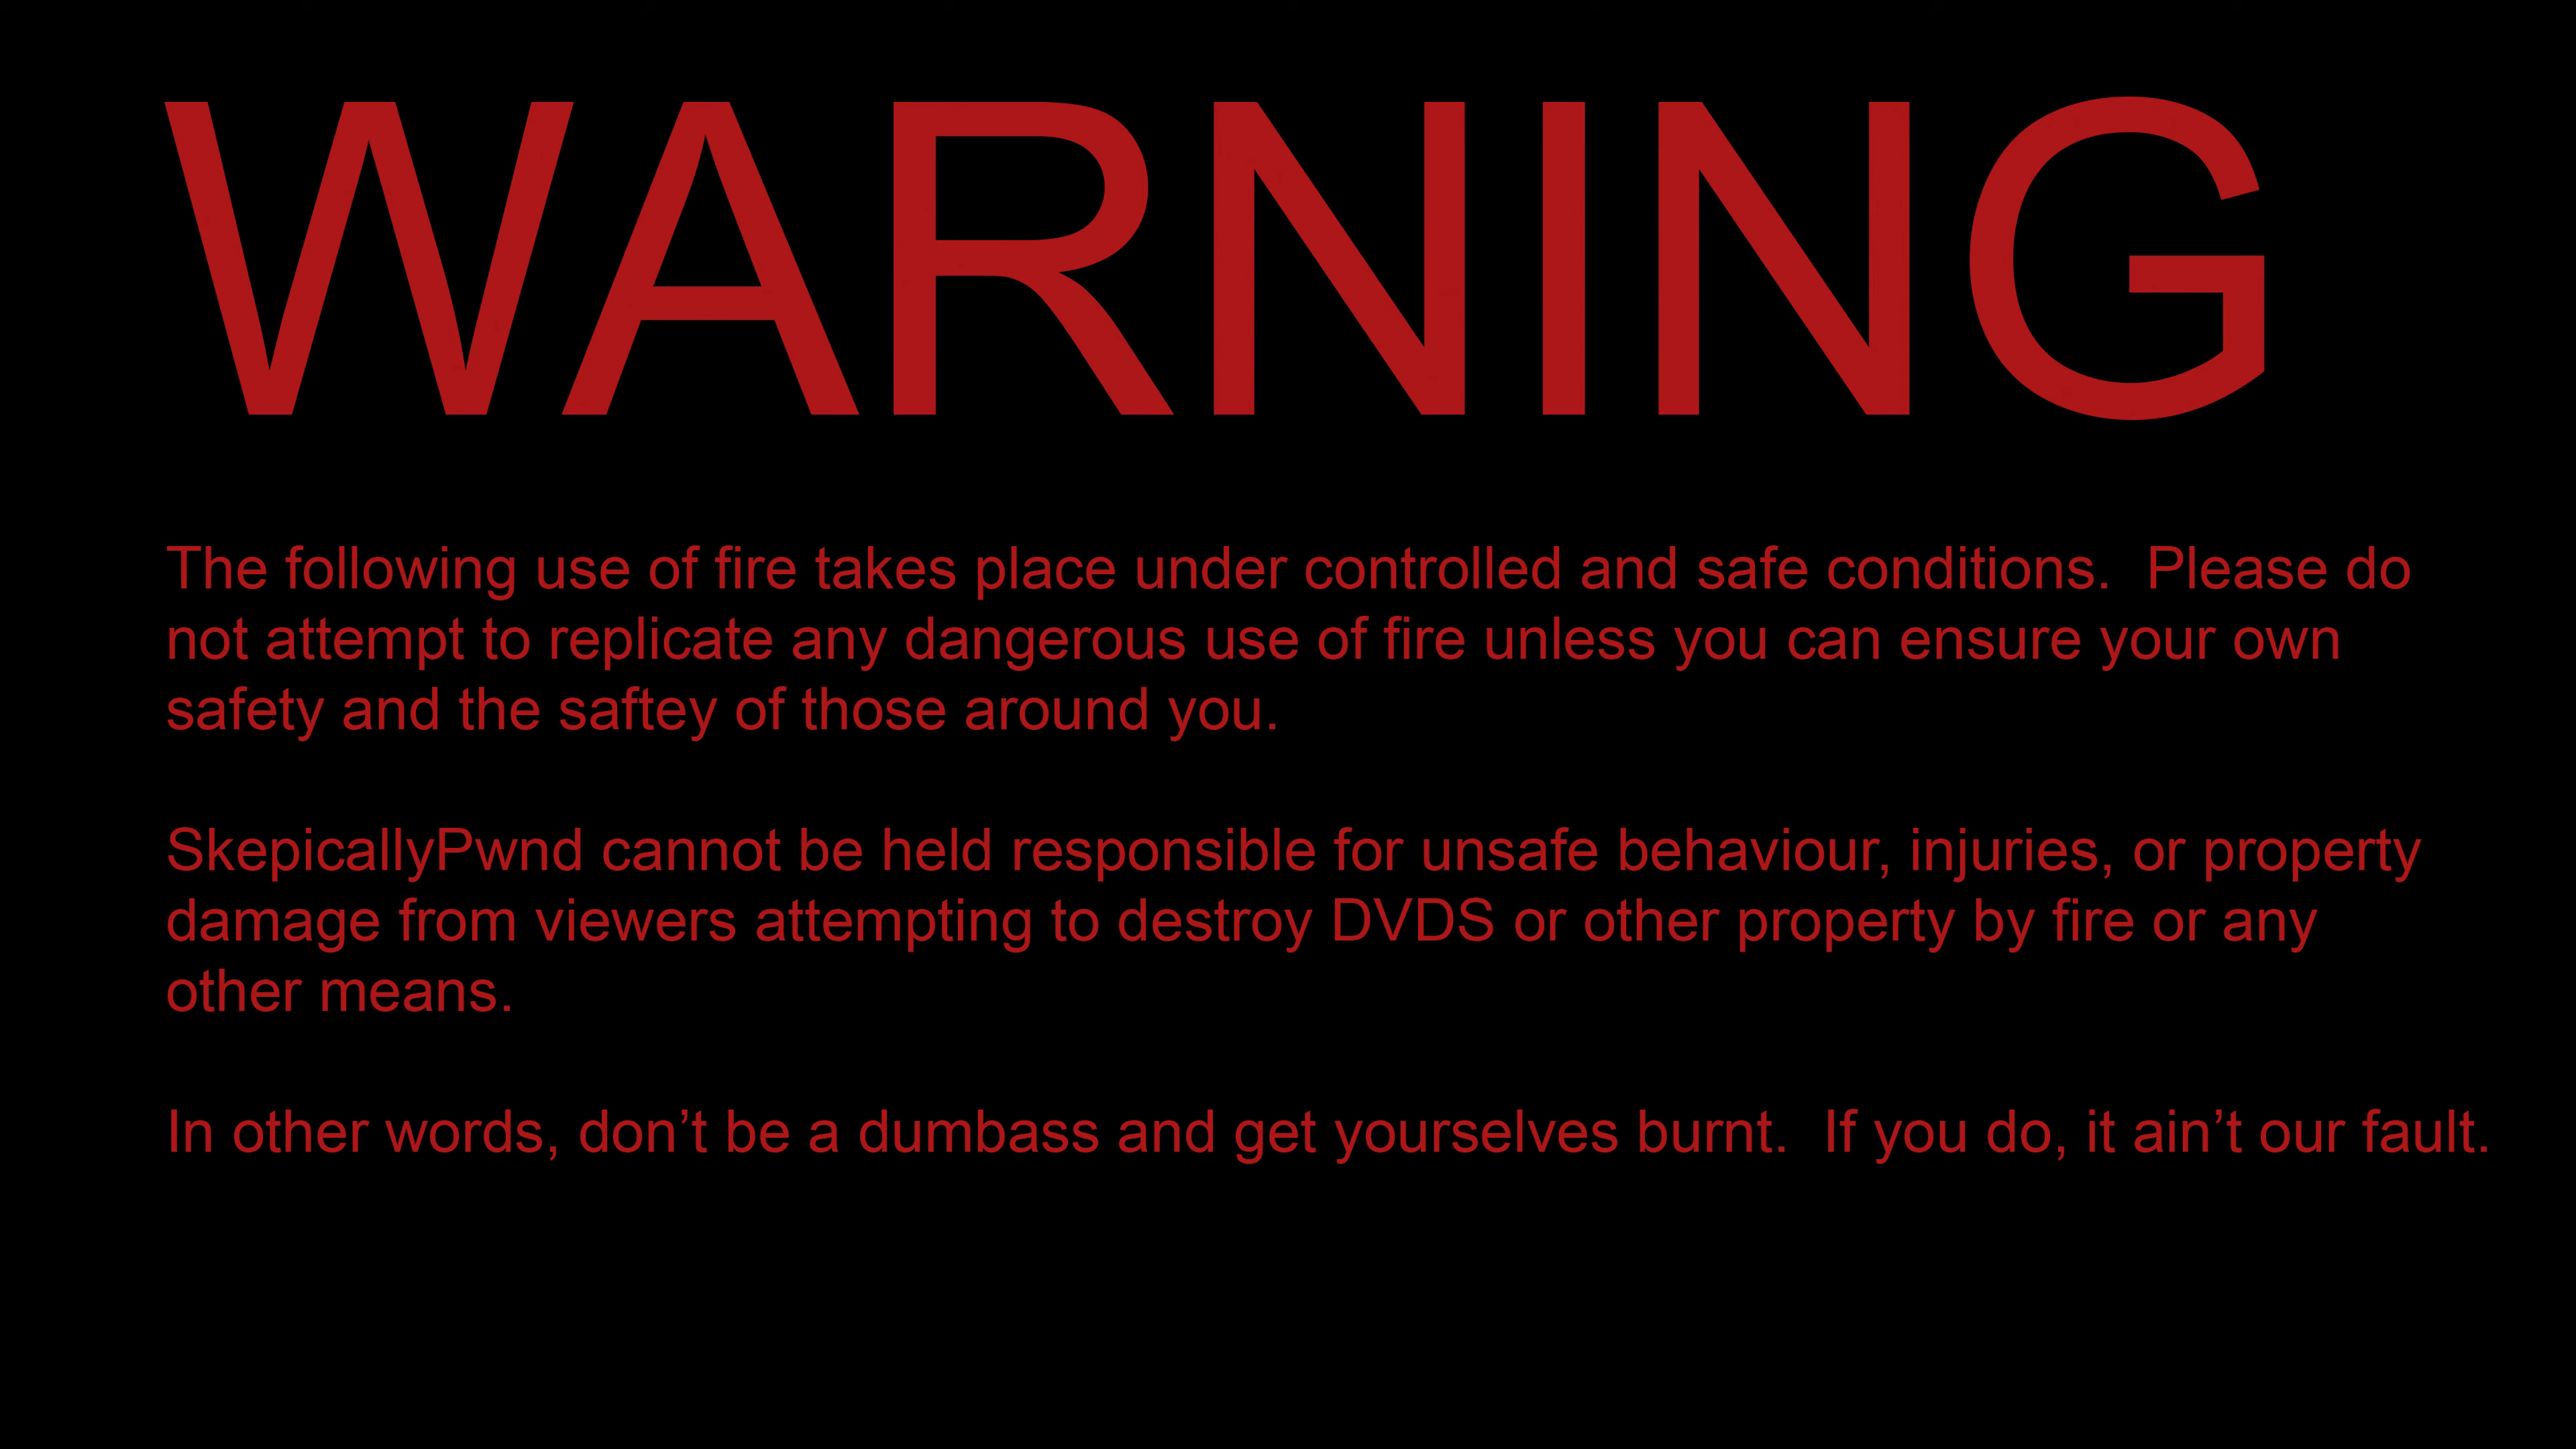 WARNING
The following use of fire takes place under controlled and safe conditions.  Please do
not attempt to replicate any dangerous use of fire unless you can ensure your own
safety and the saftey of those around you.
SkepicallyPwnd cannot be held responsible for unsafe behaviour, injuries, or property
damage from viewers attempting to destroy DVDS or other property by fire or any
other means.
In other words, don’t be a dumbass and get yourselves burnt.  If you do, it ain’t our fault.